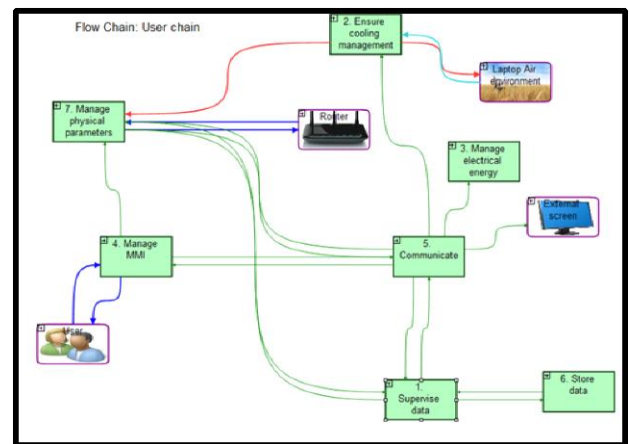 Flow Chain: User chain
2. Ensure
cooling
management
Laptop Air
environment
7. Manage
physical
parameters
Router
3. Manage
electrical
energy
External
screen
4. Manage
MMI
5.
Communicate
User
1.
Supervise
data
6. Store
data